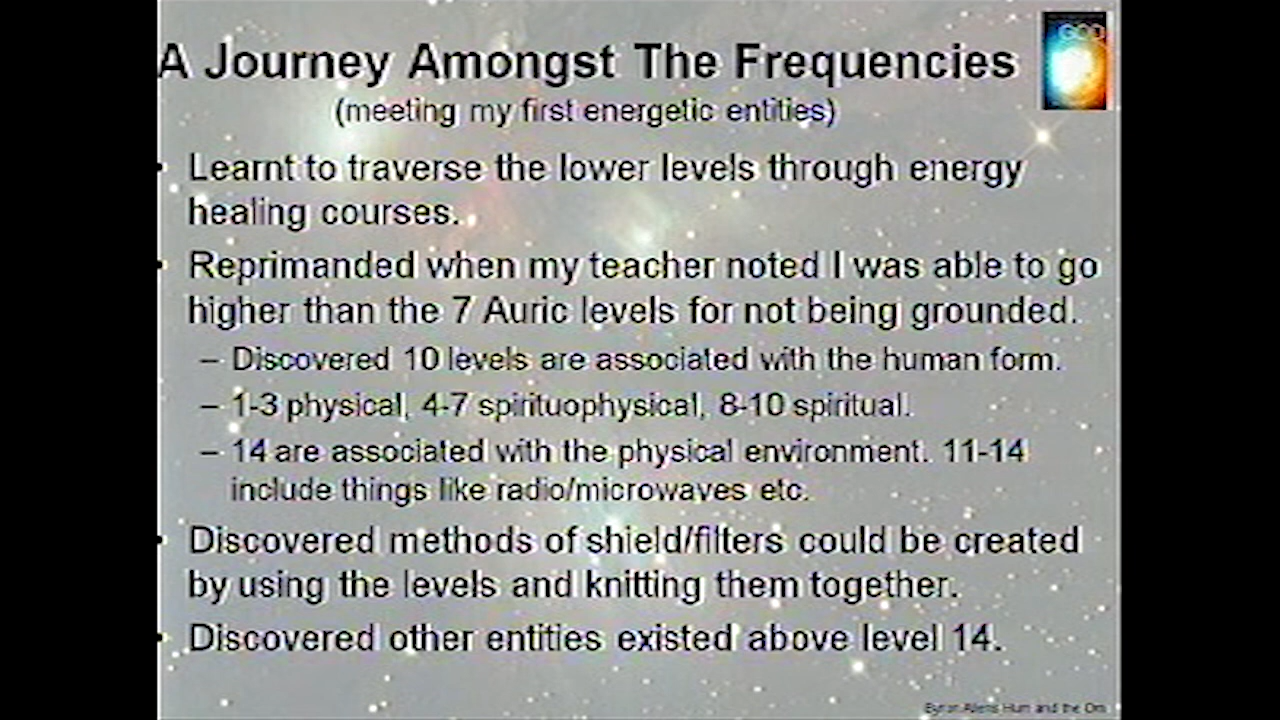 GOD
A Journey Amongst The Frequencies
(meeting my first energetic entities)
• Learnt to traverse the lower levels through energy
healing courses.
• Reprimanded when my teacher noted I was able to go
higher than the 7 Auric levels for not being grounded.
– Discovered 10 levels are associated with the human form.
– 1-3 physical, 4-7 spirituophysical, 8-10 spiritual.
– 14 are associated with the physical environment. 11-14
include things like radio/microwaves etc.
• Discovered methods of shield/filters could be created
by using the levels and knitting them together.
• Discovered other entities existed above level 14.
and the Om